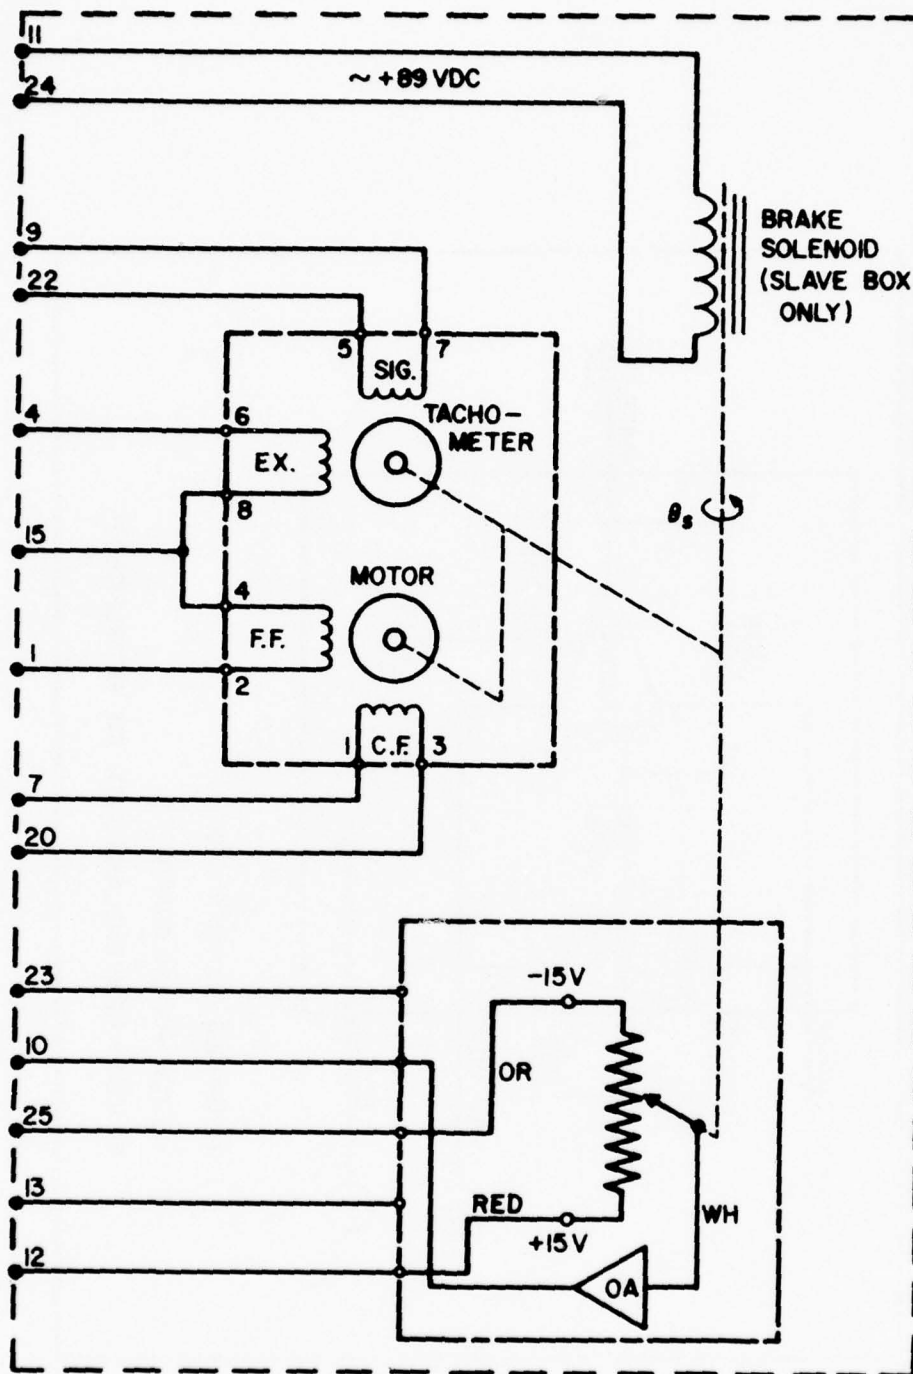 11
~ +89 VDC
24
BRAKE
SOLENOID
(SLAVE BOX
ONLY)
9
22
5
7
SIG.
TACHO-
METER
4
6
EX.
8
θs
15
MOTOR
4
F.F.
1
2
1
C.F.
3
7
20
23
-15V
10
OR
25
13
RED
WH
+15V
12
OA